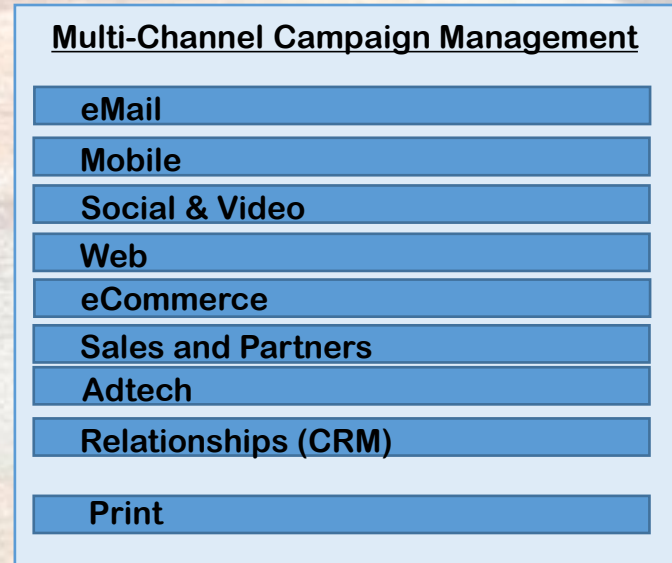 Multi-Channel Campaign Management
eMail
Mobile
Social & Video
Web
eCommerce
Sales and Partners
Adtech
Relationships (CRM)
Print